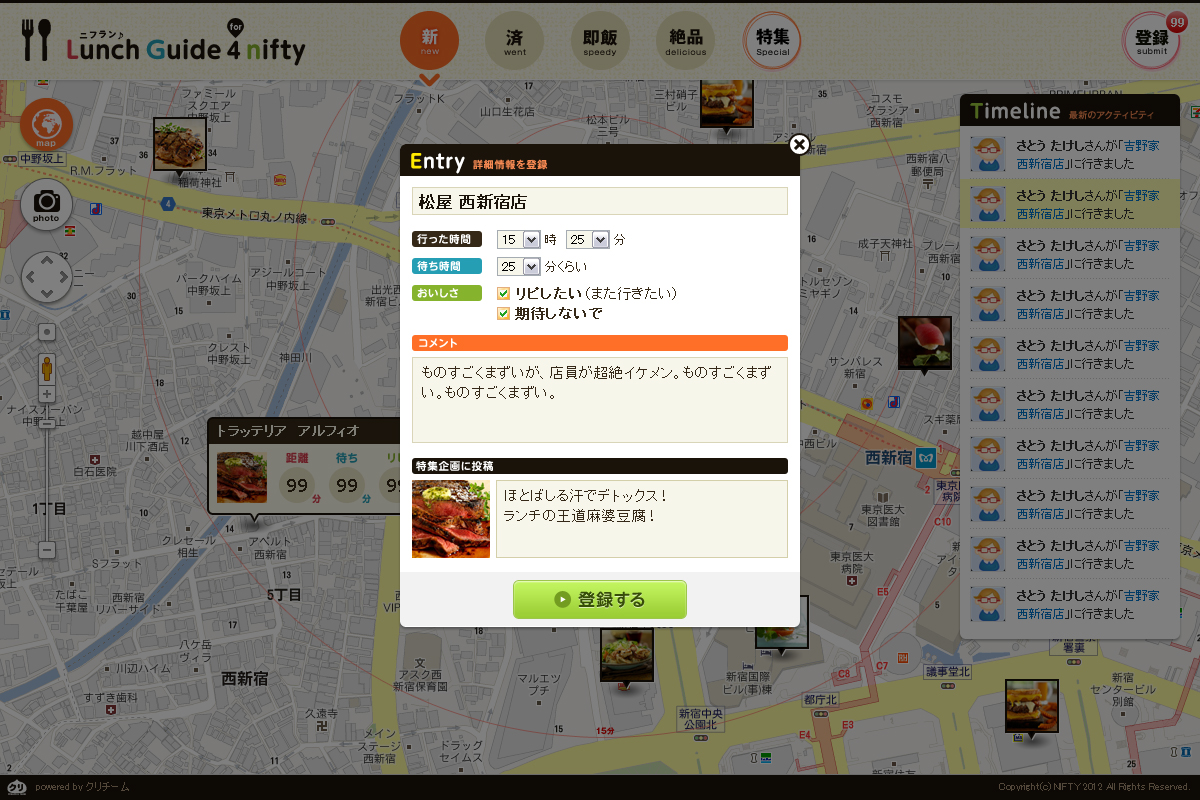 ニフラン♪
Lunch Guide for 4 nifty
新
new
済
went
即飯
speedy
絶品
delicious
特集
Special
登録
submit
99
ファミール
スクエア
中野坂上
フラットK
山口生花店
松本ビル
三号
三村硝子
ビル
35
コスモ
グラシア
西新宿
map
中野坂上
37
36
34
17
R.M.フラット
稲荷神社
photo
4
東京メトロ丸ノ内線
西新宿八
郵便局
16
成子天神社
32
パークハイム
中野坂上
アジールコート
中野坂上
30
15
クレスト
中野坂上
神田川
18
14
サンパレス
新宿
ナイスアーバン
中野坂上
越中屋
川下酒店
12
白石医院
1丁目
14
Entry 詳細情報を登録
松屋 西新宿店
行った時間
15 時 25 分
待ち時間
25 分くらい
おいしさ
リピしたい(また行きたい)
期待しないで
コメント
ものすごくまずいが、店員が超絶イケメン。ものすごくまず
い。ものすごくまずい。
特集企画に投稿
ほとばしる汗でデトックス!
ランチの王道麻婆豆腐!
登録する
トラッテリア アルフィオ
距離
待ち
99分
99分
Timeline 最新のアクティビティ
さとう たけしさんが「吉野家
西新宿店」に行きました
さとう たけしさんが「吉野家
西新宿店」に行きました
さとう たけしさんが「吉野家
西新宿店」に行きました
さとう たけしさんが「吉野家
西新宿店」に行きました
さとう たけしさんが「吉野家
西新宿店」に行きました
さとう たけしさんが「吉野家
西新宿店」に行きました
さとう たけしさんが「吉野家
西新宿店」に行きました
さとう たけしさんが「吉野家
西新宿店」に行きました
さとう たけしさんが「吉野家
西新宿店」に行きました
さとう たけしさんが「吉野家
西新宿店」に行きました
西新宿
東京医大
図書館
C10
東京医大
病院
E5
クレセール
相生
アペルト
西新宿
Sフラット
13
たばこ
千葉屋
西新宿
リバーサイド
5丁目
17
八ケ岳
ヴィラ
川辺ハイム
すずき歯科
西新宿
久遠寺
11
メイン
ステージ
西新宿
ドラッグ
セイムス
アスク西
新宿保育園
マルエツ
プチ
18
15
15分
新宿国際
ビル(事)棟
新宿中央
公園北
C8
C7
都庁北
E3
E4
議事堂北
新宿
センタービル
別館
25
powered by クリチーム
Copyright(c) NIFTY 2012 All Rights Reserved.